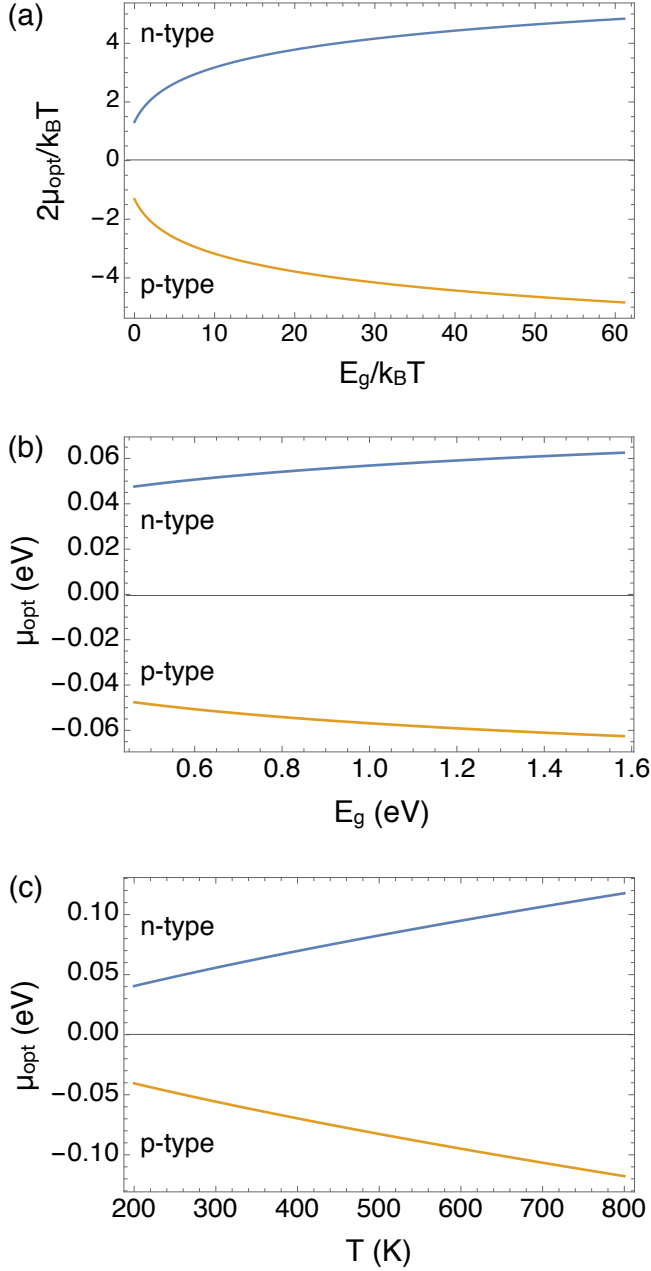 (a)
n-type
4
2
0
−2
−4
2μopt/kBT
p-type
0 10 20 30 40 50 60
Eg/kBT
(b)
0.06
0.04
0.02
0.00
−0.02
−0.04
−0.06
μopt (eV)
n-type
p-type
0.6 0.8 1.0 1.2 1.4 1.6
Eg (eV)
(c)
0.10
0.05
0.00
−0.05
−0.10
μopt (eV)
n-type
p-type
200 300 400 500 600 700 800
T (K)